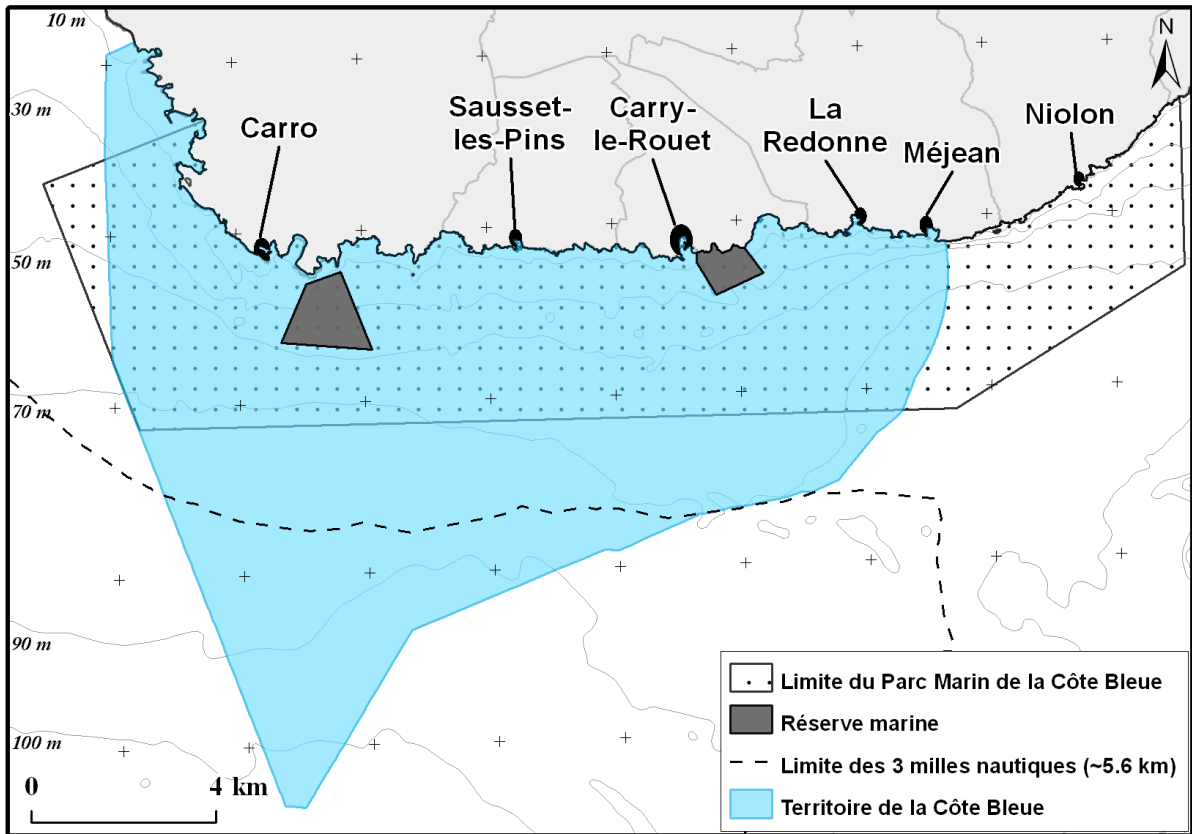 10 m
N
30 m
Carro
Sausset-
les-Pins
Carry-
le-Rouet
La
Redonne
Méjean
Niolon
50 m
70 m
90 m
100 m
0 4 km
Limite du Parc Marin de la Côte Bleue
Réserve marine
Limite des 3 milles nautiques (~5.6 km)
Territoire de la Côte Bleue